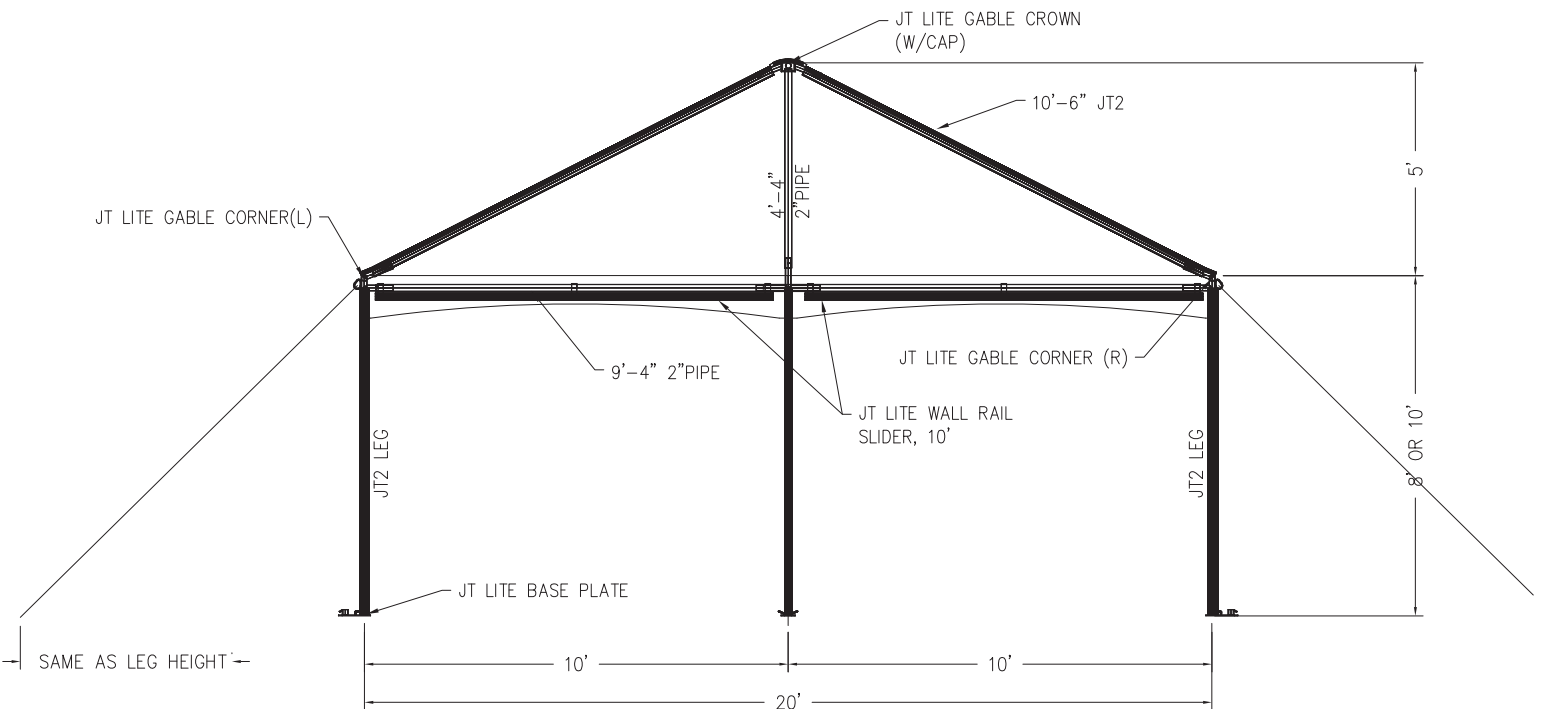 JT LITE GABLE CROWN
(W/CAP)
10'-6" JT2
5'
4'-4"
2"PIPE
JT LITE GABLE CORNER(L)
JT LITE GABLE CORNER (R)
9'-4" 2"PIPE
JT LITE WALL RAIL
SLIDER, 10'
JT2 LEG
JT2 LEG
8' OR 10'
JT LITE BASE PLATE
SAME AS LEG HEIGHT
10'
10'
20'